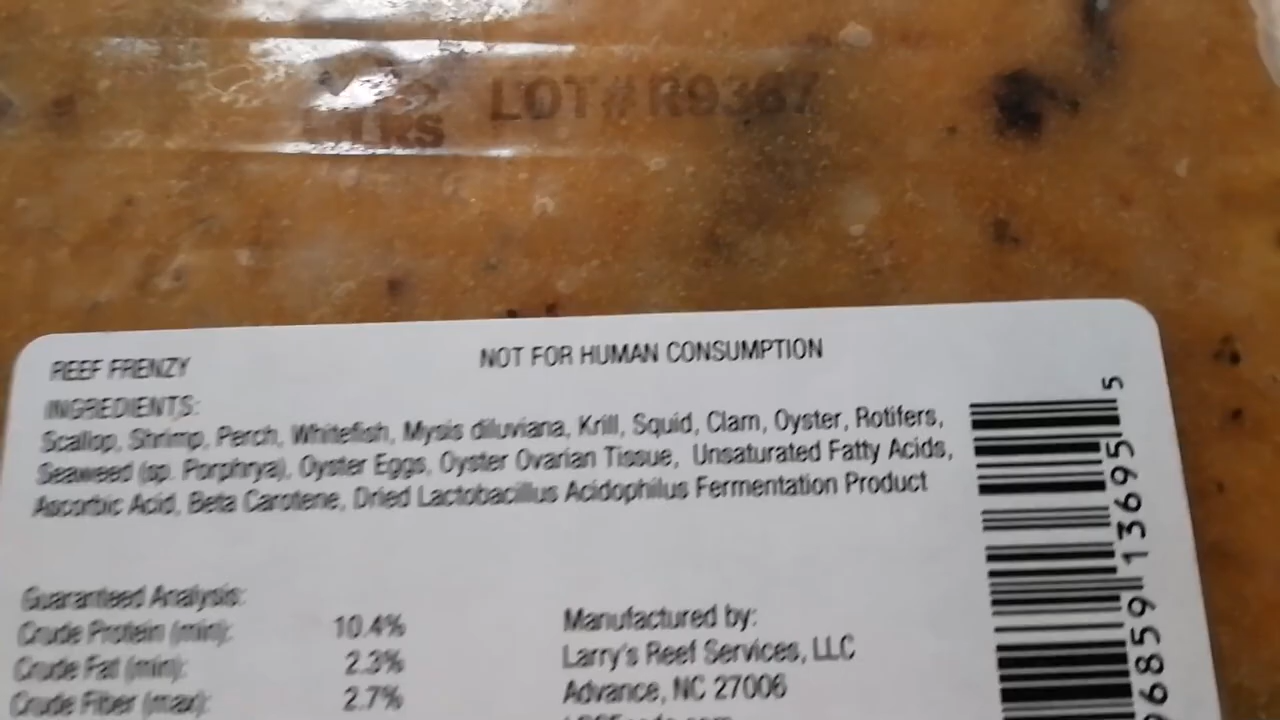 LRS LOT# R9367
REEF FRENZY
NOT FOR HUMAN CONSUMPTION
INGREDIENTS:
Scallop, Shrimp, Perch, Whitefish, Mysis diluviana, Krill, Squid, Clam, Oyster, Rotifers,
Seaweed (sp. Porphrya), Oyster Eggs, Oyster Ovarian Tissue, Unsaturated Fatty Acids,
Ascorbic Acid, Beta Carotene, Dried Lactobacillus Acidophilus Fermentation Product
Guaranteed Analysis:
Crude Protein (min): 10.4%
Crude Fat (min): 2.3%
Crude Fiber (max): 2.7%
Manufactured by:
Larry's Reef Services, LLC
Advance, NC 27006
6859 13695 5